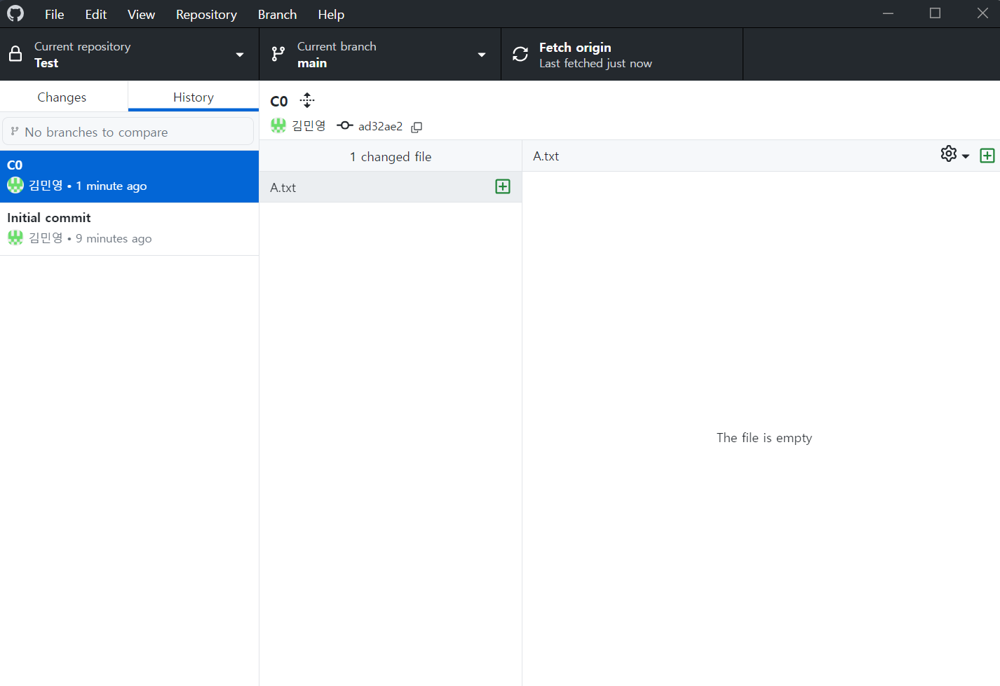 File Edit View Repository Branch Help
Current repository
Test
Current branch
main
Fetch origin
Last fetched just now
Changes
History
No branches to compare
C0
김민영 • 1 minute ago
Initial commit
김민영 • 9 minutes ago
C0
김민영 ad32ae2
1 changed file
A.txt
A.txt
The file is empty